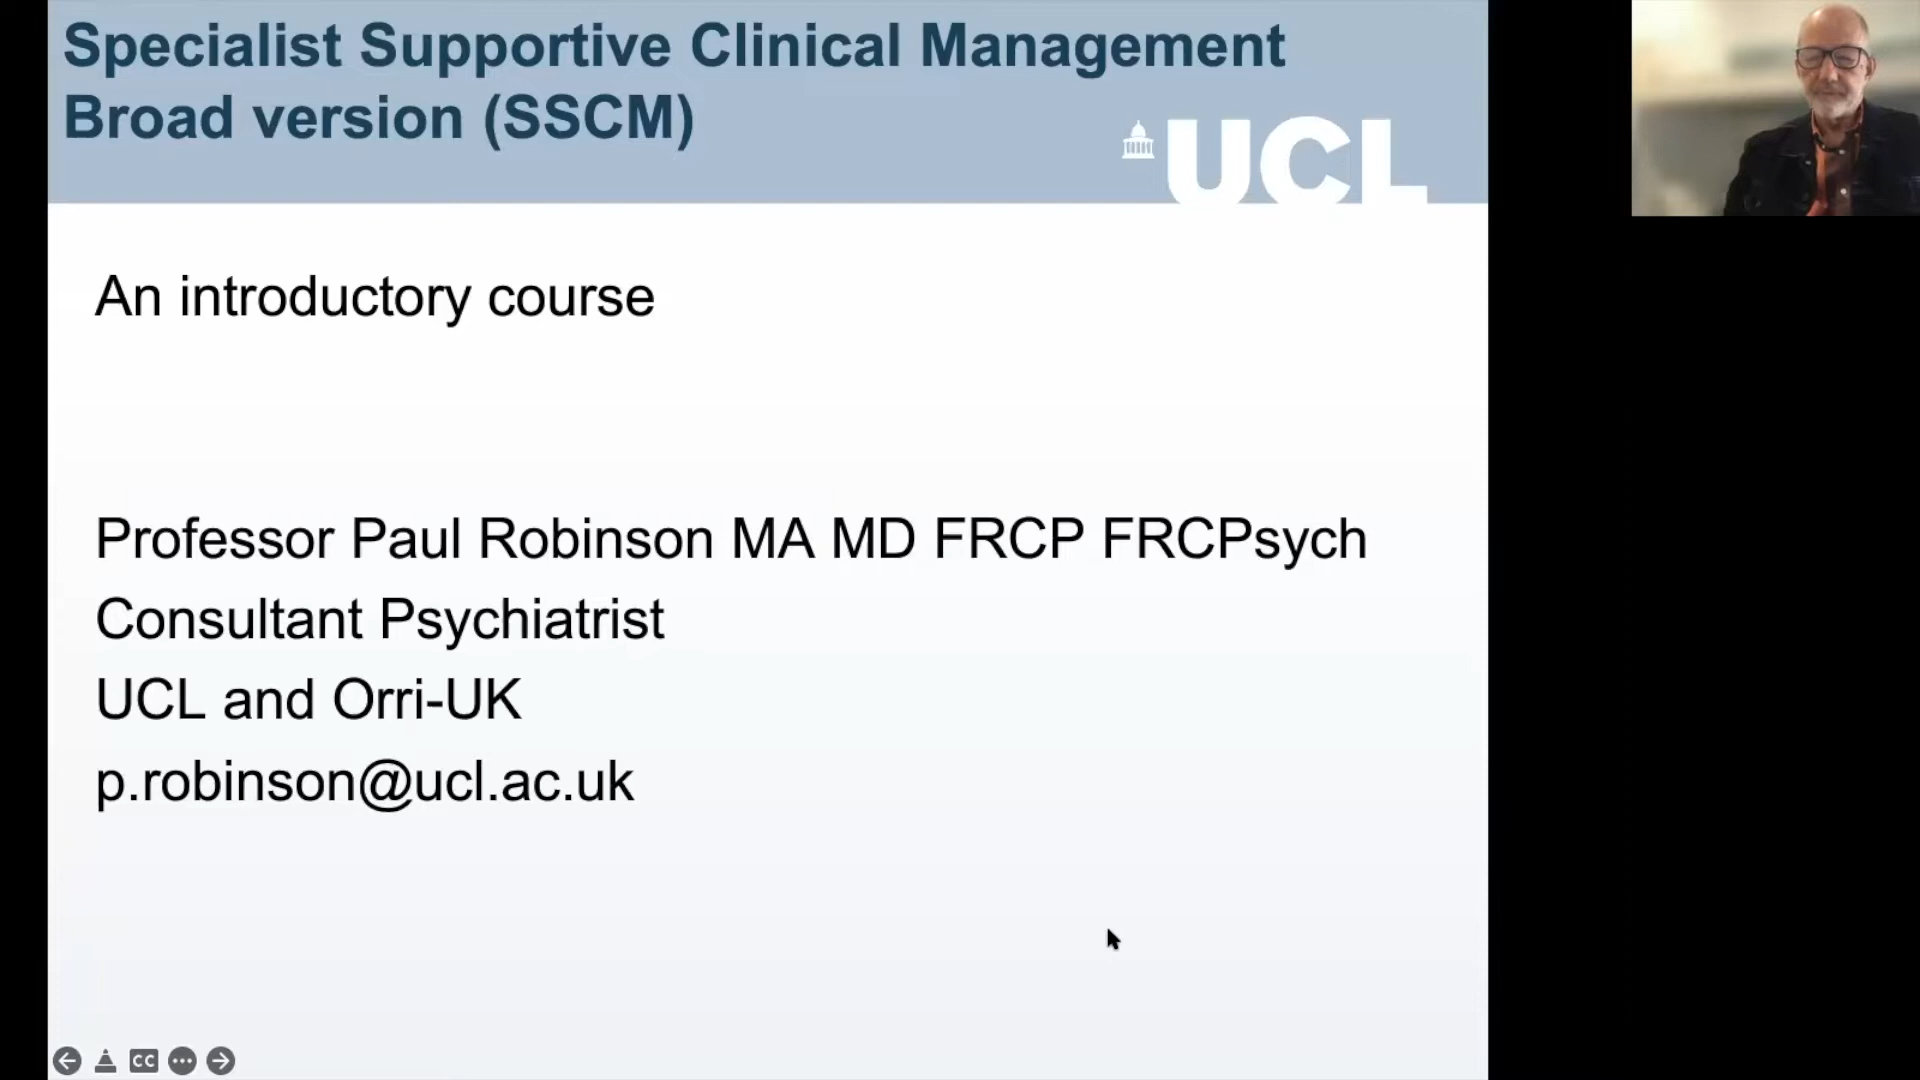 Specialist Supportive Clinical Management
Broad version (SSCM)
UCL
An introductory course
Professor Paul Robinson MA MD FRCP FRCPsych
Consultant Psychiatrist
UCL and Orri-UK
p.robinson@ucl.ac.uk
CC